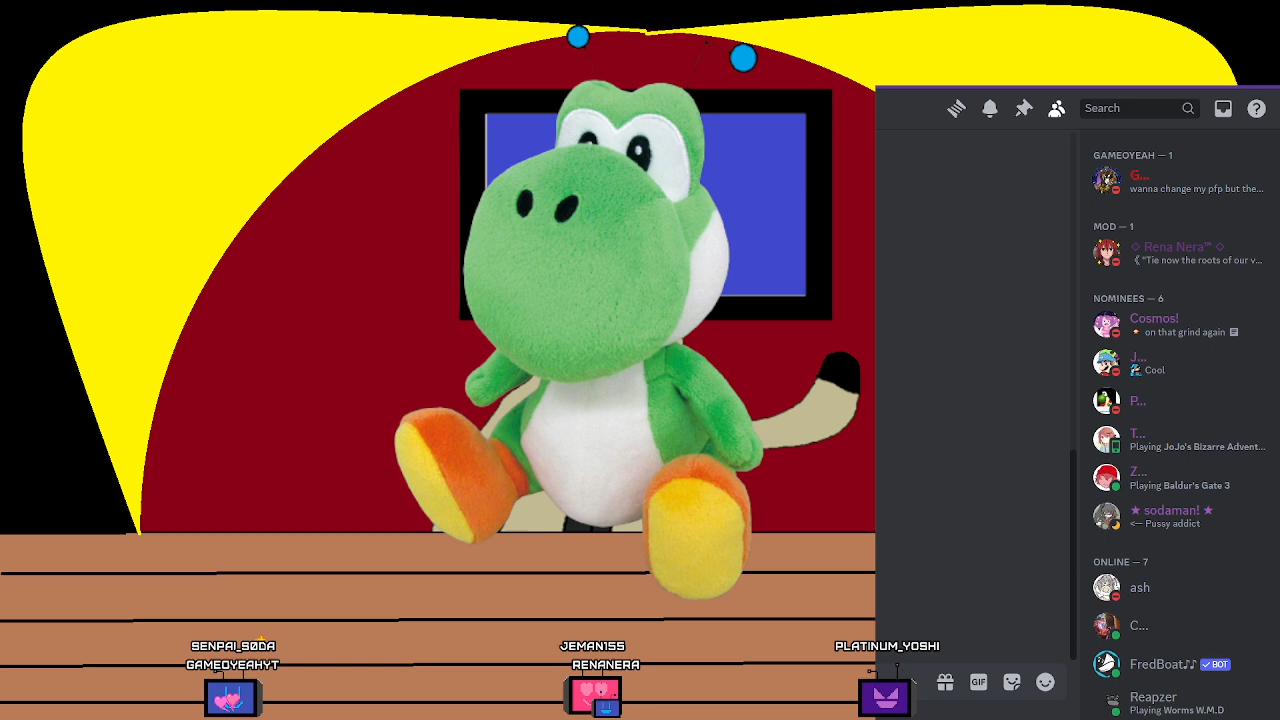 Search
GAMEOYEAH — 1
G...
wanna change my pfp but the...
MOD — 1
◇ Rena Nera™ ◇
《 "Tie now the roots of our v...
NOMINEES — 6
Cosmos!
on that grind again
J...
Cool
P...
T...
Playing JoJo's Bizarre Advent...
Z...
Playing Baldur's Gate 3
★ sodaman! ★
<— Pussy addict
ONLINE — 7
ash
C...
FredBoat♪♪ ✓ BOT
Reapzer
Playing Worms W.M.D
GIF
SENPAI_SØDA
GAMEOYEAHYT
JEMAN155
RENANERA
PLATINUM_YOSHI